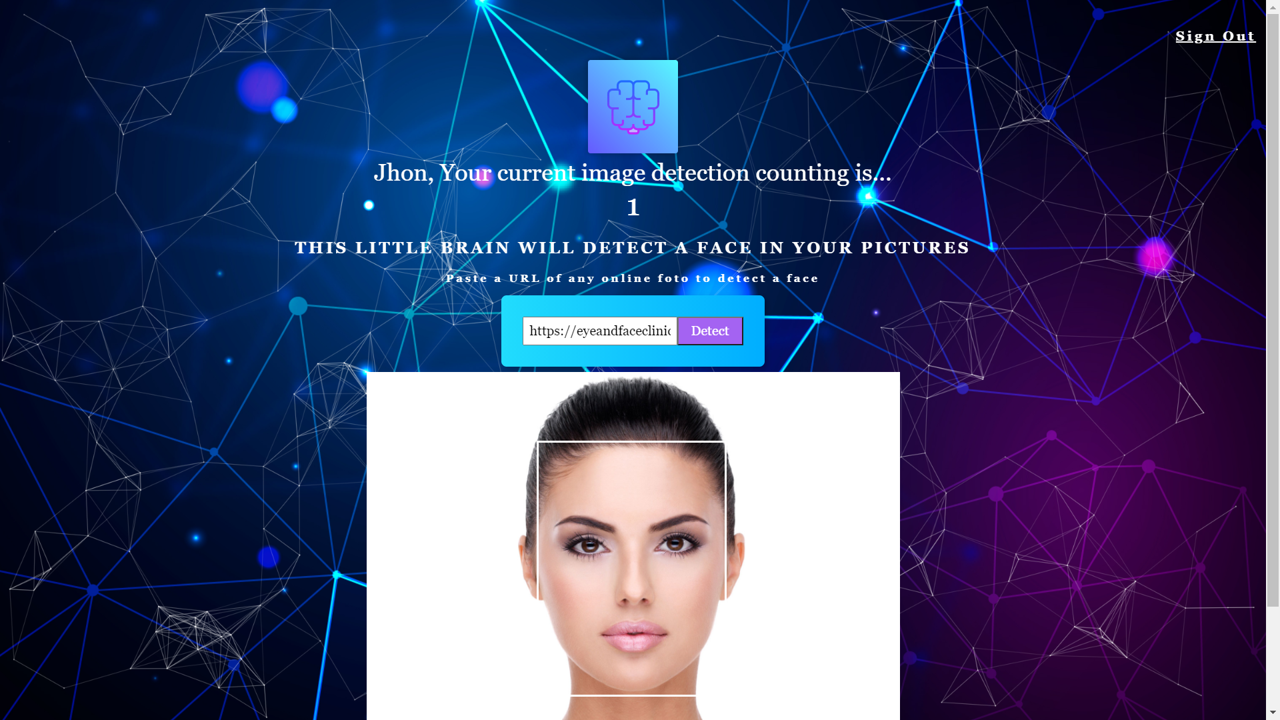 Sign Out
Jhon, Your current image detection counting is...
1
THIS LITTLE BRAIN WILL DETECT A FACE IN YOUR PICTURES
Paste a URL of any online foto to detect a face
https://eyeandfaceclinic Detect